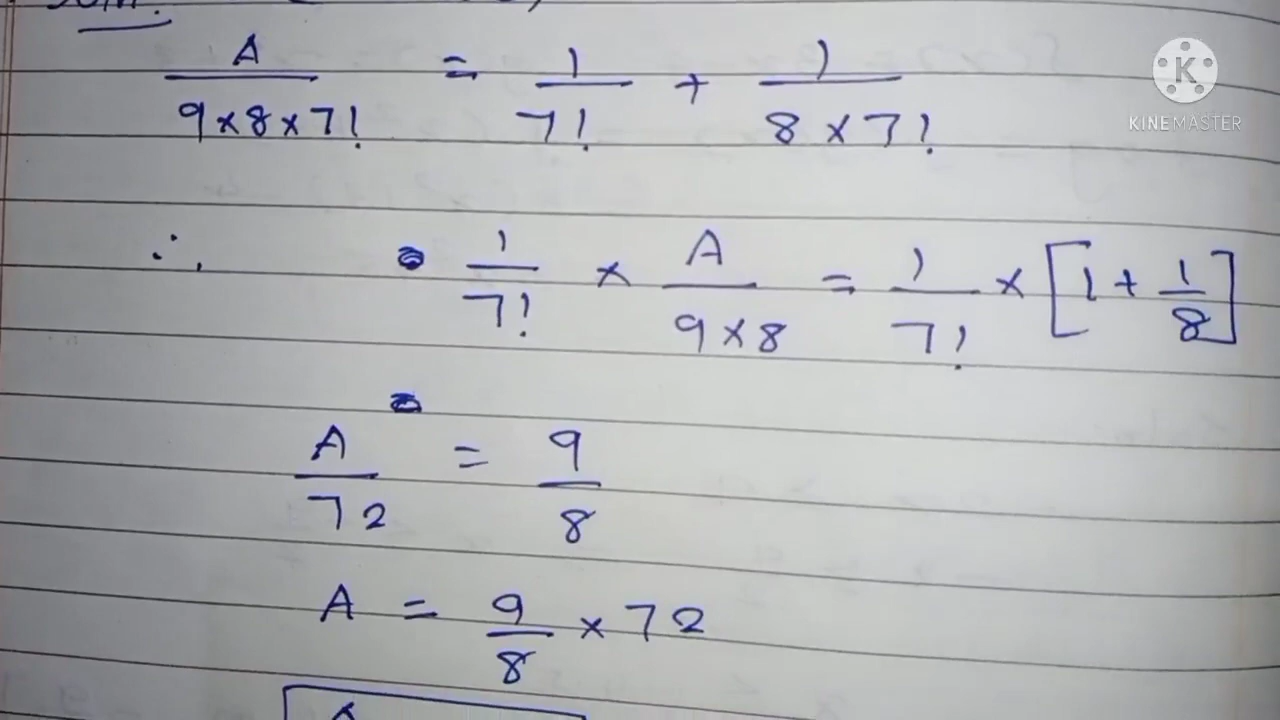 A/(9×8×7!) = 1/7! + 1/(8×7!)
KINEMASTER
∴ 1/7! × A/(9×8) = 1/7! × [1 + 1/8]
A/72 = 9/8
A = 9/8 × 72